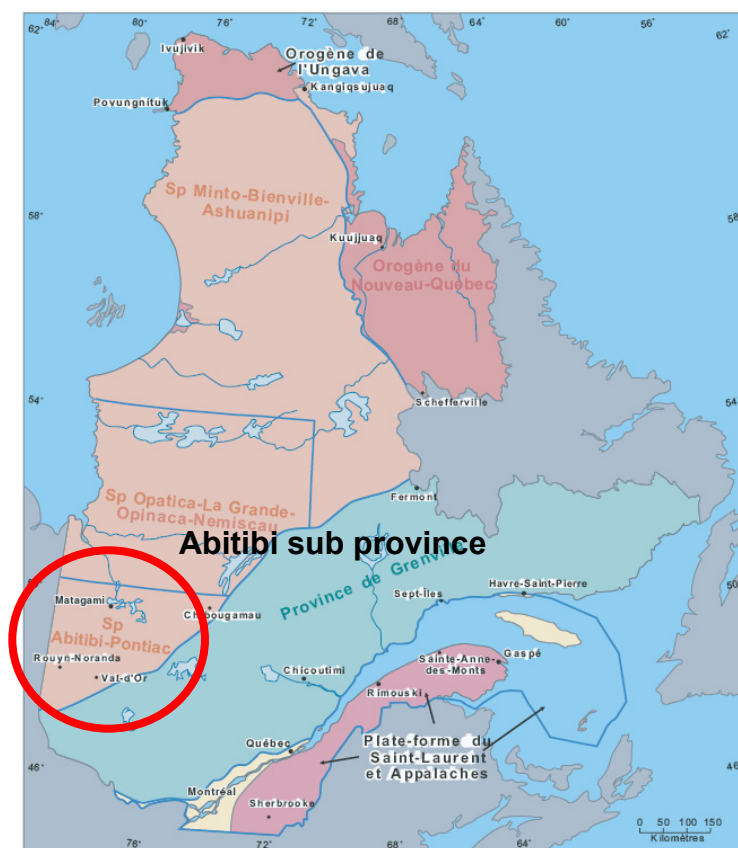 84°
80°
76°
72°
68°
64°
60°
62°
62°
Ivujivik
Orogène de
l'Ungava
Kangiqsujuaq
Povungnituk
Sp Minto-Bienville-
Ashuanipi
58°
58°
Kuujjuaq
Orogène du
Nouveau-Québec
54°
Schefferville
54°
Sp Opatica-La Grande-
Opinaca-Nemiscau
Fermont
Abitibi sub province
Province de Grenville
Matagami
Chibougamau
Sept-Îles
Havre-Saint-Pierre
Sp
Abitibi-Pontiac
Rouyn-Noranda
Val-d'Or
Chicoutimi
Sainte-Anne-
des-Monts
Gaspé
Rimouski
Québec
Plate-forme du
Saint-Laurent
et Appalaches
46°
46°
Montréal
Sherbrooke
0 50 100 150
Kilomètres
76°
72°
68°
64°